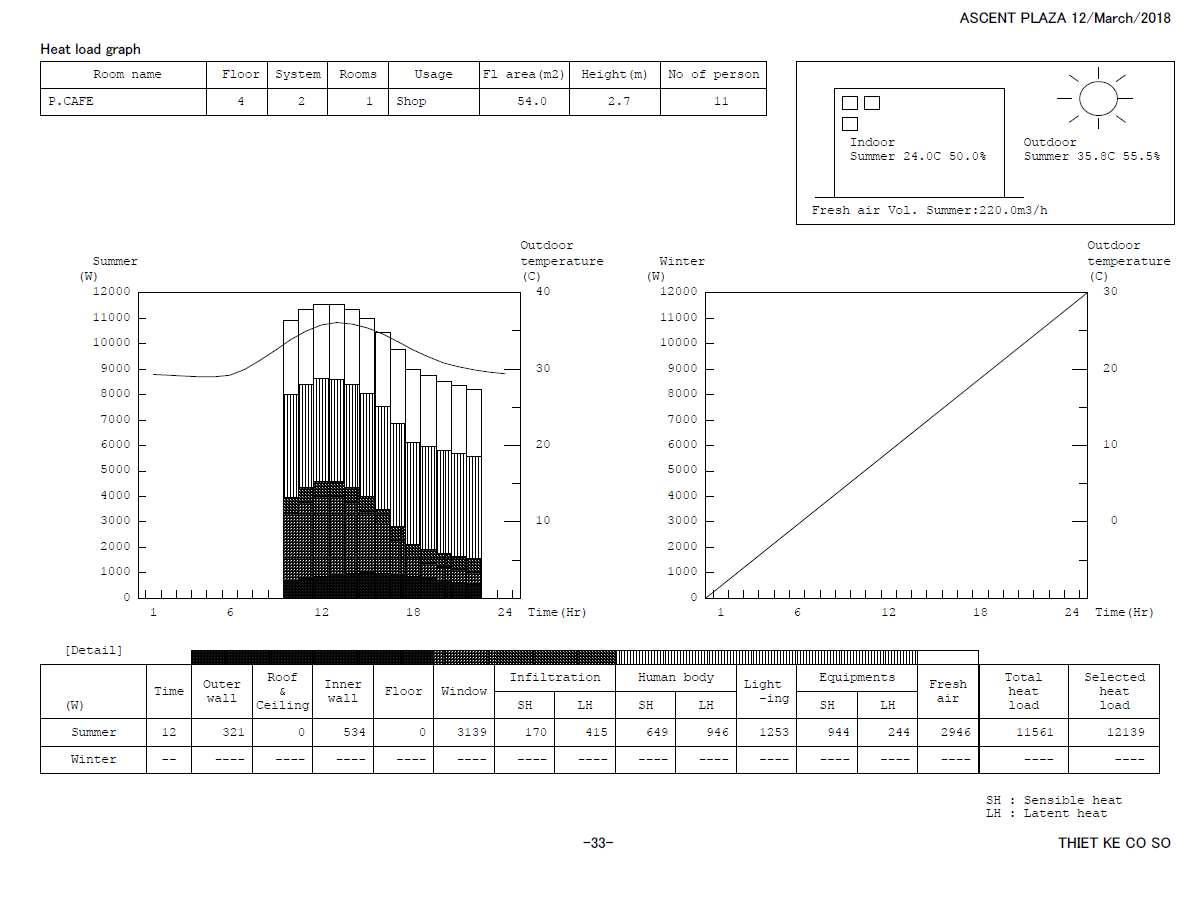 ASCENT PLAZA 12/March/2018
Heat load graph
Room name Floor System Rooms Usage Fl area(m2) Height(m) No of person
P.CAFE 4 2 1 Shop 54.0 2.7 11
Indoor
Summer 24.0C 50.0%
Outdoor
Summer 35.8C 55.5%
Fresh air Vol. Summer:220.0m3/h
Summer
(W)
Outdoor
temperature
(C)
12000
11000
10000
9000
8000
7000
6000
5000
4000
3000
2000
1000
0
40
30
20
10
1 6 12 18 24 Time(Hr)
Winter
(W)
Outdoor
temperature
(C)
12000
11000
10000
9000
8000
7000
6000
5000
4000
3000
2000
1000
0
30
20
10
0
1 6 12 18 24 Time(Hr)
[Detail]
(W) Time Outer wall Roof & Ceiling Inner wall Floor Window Infiltration Human body Light -ing Equipments Fresh air Total heat load Selected heat load
SH LH SH LH SH LH
Summer 12 321 0 534 0 3139 170 415 649 946 1253 944 244 2946 11561 12139
Winter -- ---- ---- ---- ---- ---- ---- ---- ---- ---- ---- ---- ---- ---- ---- ----
SH : Sensible heat
LH : Latent heat
-33-
THIET KE CO SO